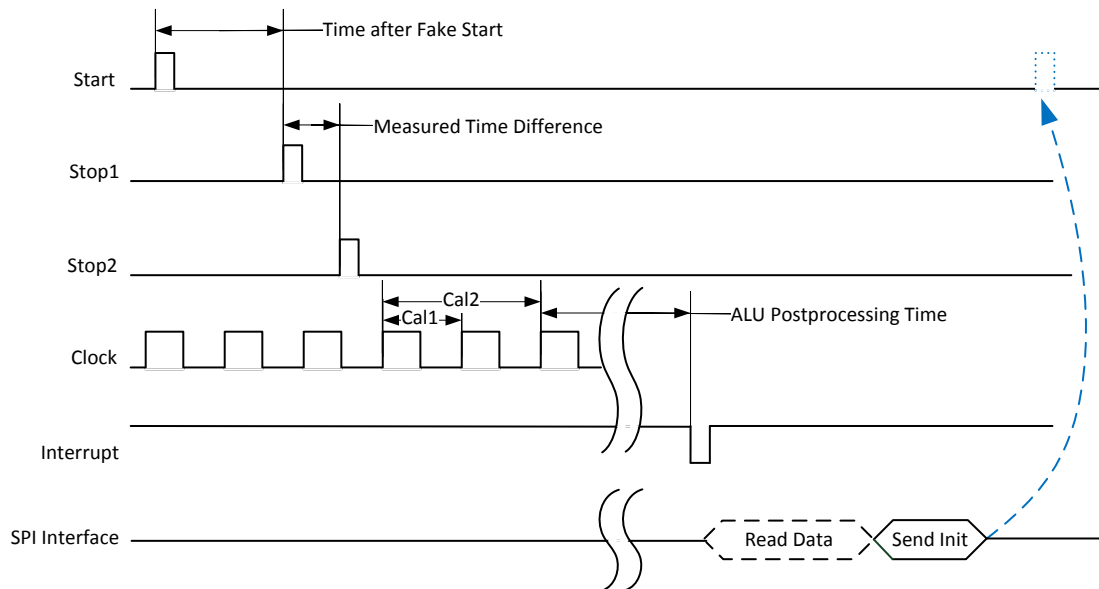 Time after Fake Start
Start
Measured Time Difference
Stop1
Stop2
Cal2
Cal1
ALU Postprocessing Time
Clock
Interrupt
SPI Interface
Read Data
Send Init